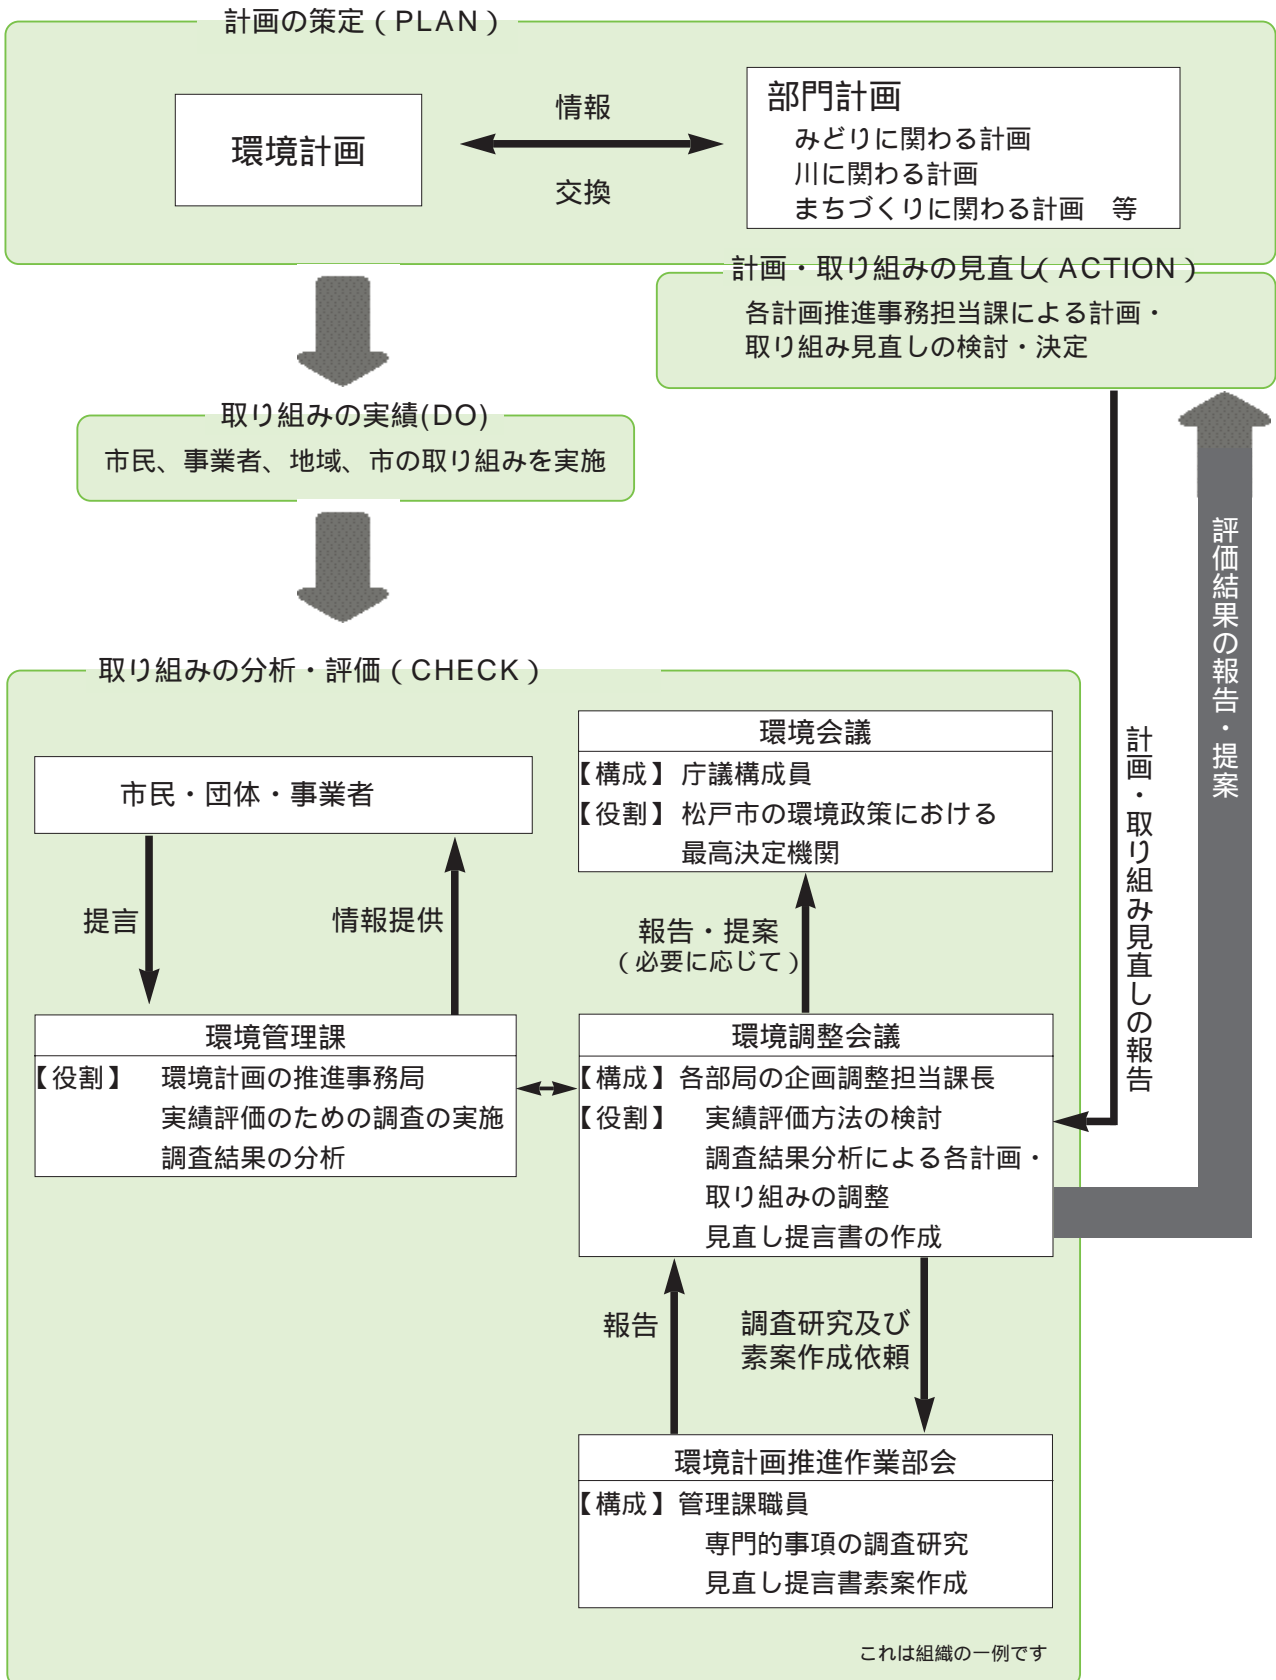 計画の策定（PLAN）
環境計画
情報
交換
部門計画
みどりに関わる計画
川に関わる計画
まちづくりに関わる計画　等
計画・取り組みの見直し（ACTION）
各計画推進事務担当課による計画・
取り組み見直しの検討・決定
取り組みの実績(DO)
市民、事業者、地域、市の取り組みを実施
評価結果の報告・提案
計画・取り組み見直しの報告
取り組みの分析・評価（CHECK）
市民・団体・事業者
提言
情報提供
環境管理課
【役割】　環境計画の推進事務局
実績評価のための調査の実施
調査結果の分析
環境会議
【構成】庁議構成員
【役割】松戸市の環境政策における
最高決定機関
報告・提案
（必要に応じて）
環境調整会議
【構成】各部局の企画調整担当課長
【役割】　実績評価方法の検討
調査結果分析による各計画・
取り組みの調整
見直し提言書の作成
報告
調査研究及び
素案作成依頼
環境計画推進作業部会
【構成】管理課職員
専門的事項の調査研究
見直し提言書素案作成
これは組織の一例です